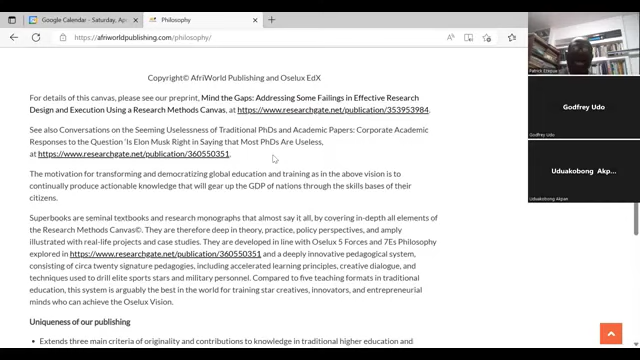 Google Calendar - Saturday, Ap
Philosophy
https://afriworldpublishing.com/philosophy/
Copyright© AfriWorld Publishing and Oselux EdX
For details of this canvas, please see our preprint, Mind the Gaps: Addressing Some Failings in Effective Research
Design and Execution Using a Research Methods Canvas, at https://www.researchgate.net/publication/353953984.
See also Conversations on the Seeming Uselessness of Traditional PhDs and Academic Papers: Corporate Academic
Responses to the Question 'Is Elon Musk Right in Saying that Most PhDs Are Useless,
at https://www.researchgate.net/publication/360550351.
The motivation for transforming and democratizing global education and training as in the above vision is to
continually produce actionable knowledge that will gear up the GDP of nations through the skills bases of their
citizens.
Superbooks are seminal textbooks and research monographs that almost say it all, by covering in-depth all elements of
the Research Methods Canvas©. They are therefore deep in theory, practice, policy perspectives, and amply
illustrated with real-life projects and case studies. They are developed in line with Oselux 5 Forces and 7Es Philosophy
explored in https://www.researchgate.net/publication/360550351 and a deeply innovative pedagogical system,
consisting of circa twenty signature pedagogies, including accelerated learning principles, creative dialogue, and
techniques used to drill elite sports stars and military personnel. Compared to five teaching formats in traditional
education, this system is arguably the best in the world for training star creatives, innovators, and entrepreneurial
minds who can achieve the Oselux Vision.
Uniqueness of our publishing
• Extends three main criteria of originality and contributions to knowledge in traditional higher education and
Patrick Etepue
Godfrey Udo
Godfrey udo
Uduakobong Akp...
Uduakobong Akpan